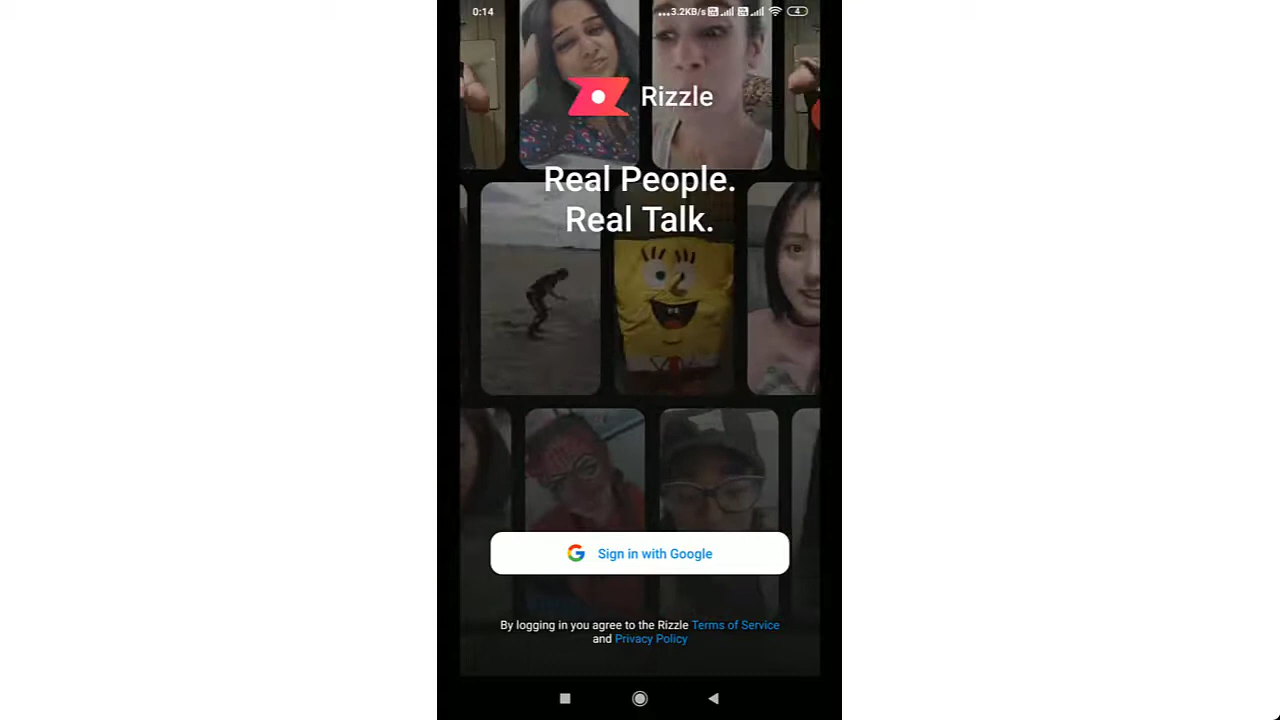 0:14
...3.2KB/s
4
Rizzle
Real People.
Real Talk.
Sign in with Google
By logging in you agree to the Rizzle Terms of Service
and Privacy Policy